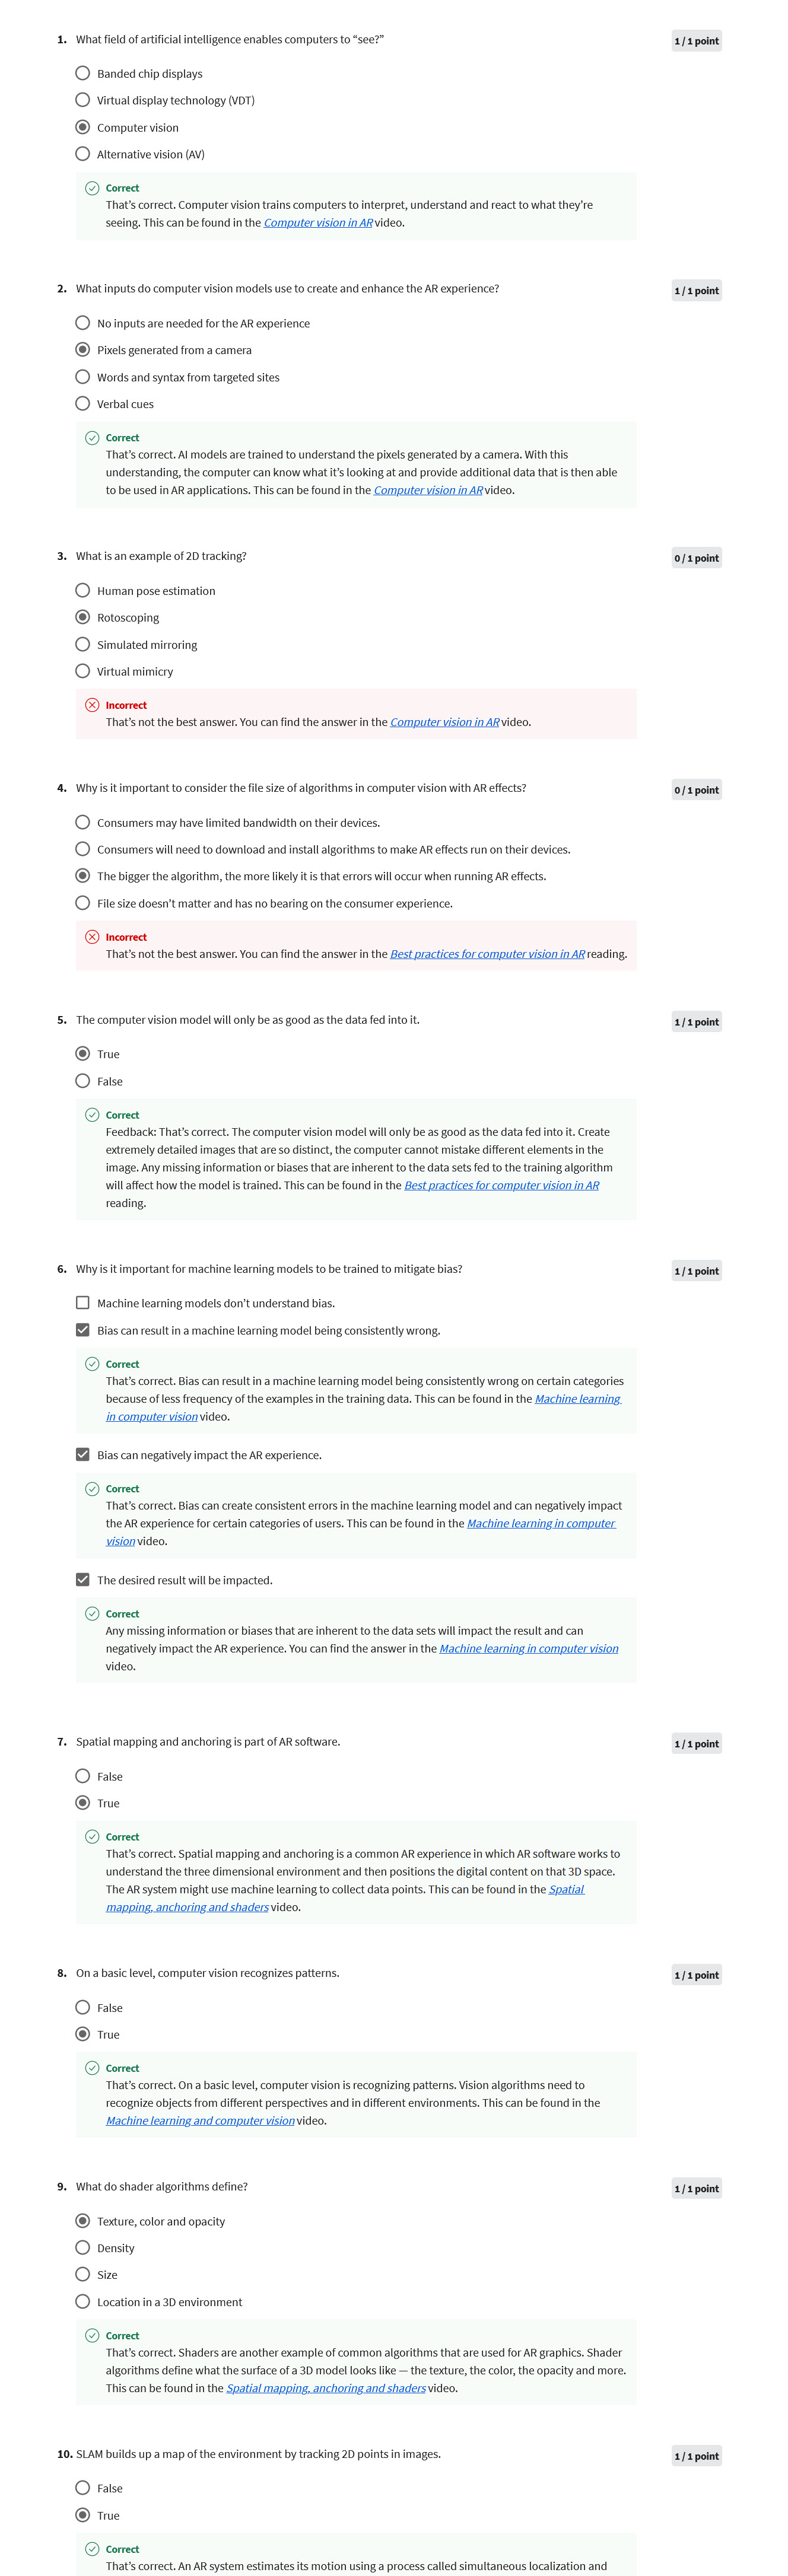 1. What field of artificial intelligence enables computers to “see?”
1 / 1 point
Banded chip displays
Virtual display technology (VDT)
Computer vision
Alternative vision (AV)
Correct
That’s correct. Computer vision trains computers to interpret, understand and react to what they’re
seeing. This can be found in the Computer vision in AR video.
2. What inputs do computer vision models use to create and enhance the AR experience?
1 / 1 point
No inputs are needed for the AR experience
Pixels generated from a camera
Words and syntax from targeted sites
Verbal cues
Correct
That’s correct. AI models are trained to understand the pixels generated by a camera. With this
understanding, the computer can know what it’s looking at and provide additional data that is then able
to be used in AR applications. This can be found in the Computer vision in AR video.
3. What is an example of 2D tracking?
0 / 1 point
Human pose estimation
Rotoscoping
Simulated mirroring
Virtual mimicry
Incorrect
That’s not the best answer. You can find the answer in the Computer vision in AR video.
4. Why is it important to consider the file size of algorithms in computer vision with AR effects?
0 / 1 point
Consumers may have limited bandwidth on their devices.
Consumers will need to download and install algorithms to make AR effects run on their devices.
The bigger the algorithm, the more likely it is that errors will occur when running AR effects.
File size doesn’t matter and has no bearing on the consumer experience.
Incorrect
That’s not the best answer. You can find the answer in the Best practices for computer vision in AR reading.
5. The computer vision model will only be as good as the data fed into it.
1 / 1 point
True
False
Correct
Feedback: That’s correct. The computer vision model will only be as good as the data fed into it. Create
extremely detailed images that are so distinct, the computer cannot mistake different elements in the
image. Any missing information or biases that are inherent to the data sets fed to the training algorithm
will affect how the model is trained. This can be found in the Best practices for computer vision in AR
reading.
6. Why is it important for machine learning models to be trained to mitigate bias?
1 / 1 point
Machine learning models don’t understand bias.
Bias can result in a machine learning model being consistently wrong.
Correct
That’s correct. Bias can result in a machine learning model being consistently wrong on certain categories
because of less frequency of the examples in the training data. This can be found in the Machine learning
in computer vision video.
Bias can negatively impact the AR experience.
Correct
That’s correct. Bias can create consistent errors in the machine learning model and can negatively impact
the AR experience for certain categories of users. This can be found in the Machine learning in computer
vision video.
The desired result will be impacted.
Correct
Any missing information or biases that are inherent to the data sets will impact the result and can
negatively impact the AR experience. You can find the answer in the Machine learning in computer vision
video.
7. Spatial mapping and anchoring is part of AR software.
1 / 1 point
False
True
Correct
That’s correct. Spatial mapping and anchoring is a common AR experience in which AR software works to
understand the three dimensional environment and then positions the digital content on that 3D space.
The AR system might use machine learning to collect data points. This can be found in the Spatial
mapping, anchoring and shaders video.
8. On a basic level, computer vision recognizes patterns.
1 / 1 point
False
True
Correct
That’s correct. On a basic level, computer vision is recognizing patterns. Vision algorithms need to
recognize objects from different perspectives and in different environments. This can be found in the
Machine learning and computer vision video.
9. What do shader algorithms define?
1 / 1 point
Texture, color and opacity
Density
Size
Location in a 3D environment
Correct
That’s correct. Shaders are another example of common algorithms that are used for AR graphics. Shader
algorithms define what the surface of a 3D model looks like — the texture, the color, the opacity and more.
This can be found in the Spatial mapping, anchoring and shaders video.
10. SLAM builds up a map of the environment by tracking 2D points in images.
1 / 1 point
False
True
Correct
That’s correct. An AR system estimates its motion using a process called simultaneous localization and